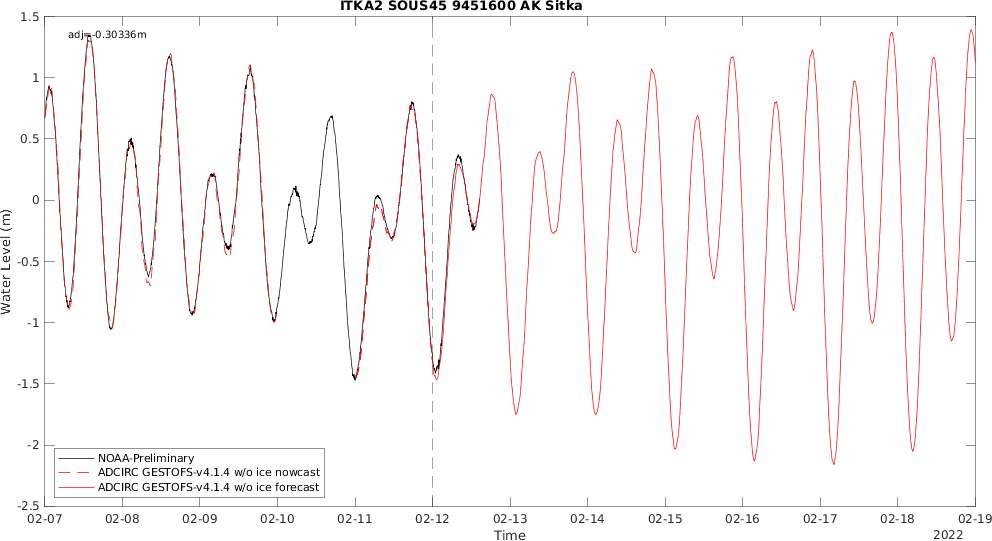 ITKA2 SOUS45 9451600 AK Sitka
adj=-0.30336m
1.5
1
0.5
0
-0.5
-1
-1.5
-2
-2.5
Water Level (m)
NOAA-Preliminary
ADCIRC GESTOFS-v4.1.4 w/o ice nowcast
ADCIRC GESTOFS-v4.1.4 w/o ice forecast
02-07 02-08 02-09 02-10 02-11 02-12 02-13 02-14 02-15 02-16 02-17 02-18 02-19
Time
2022